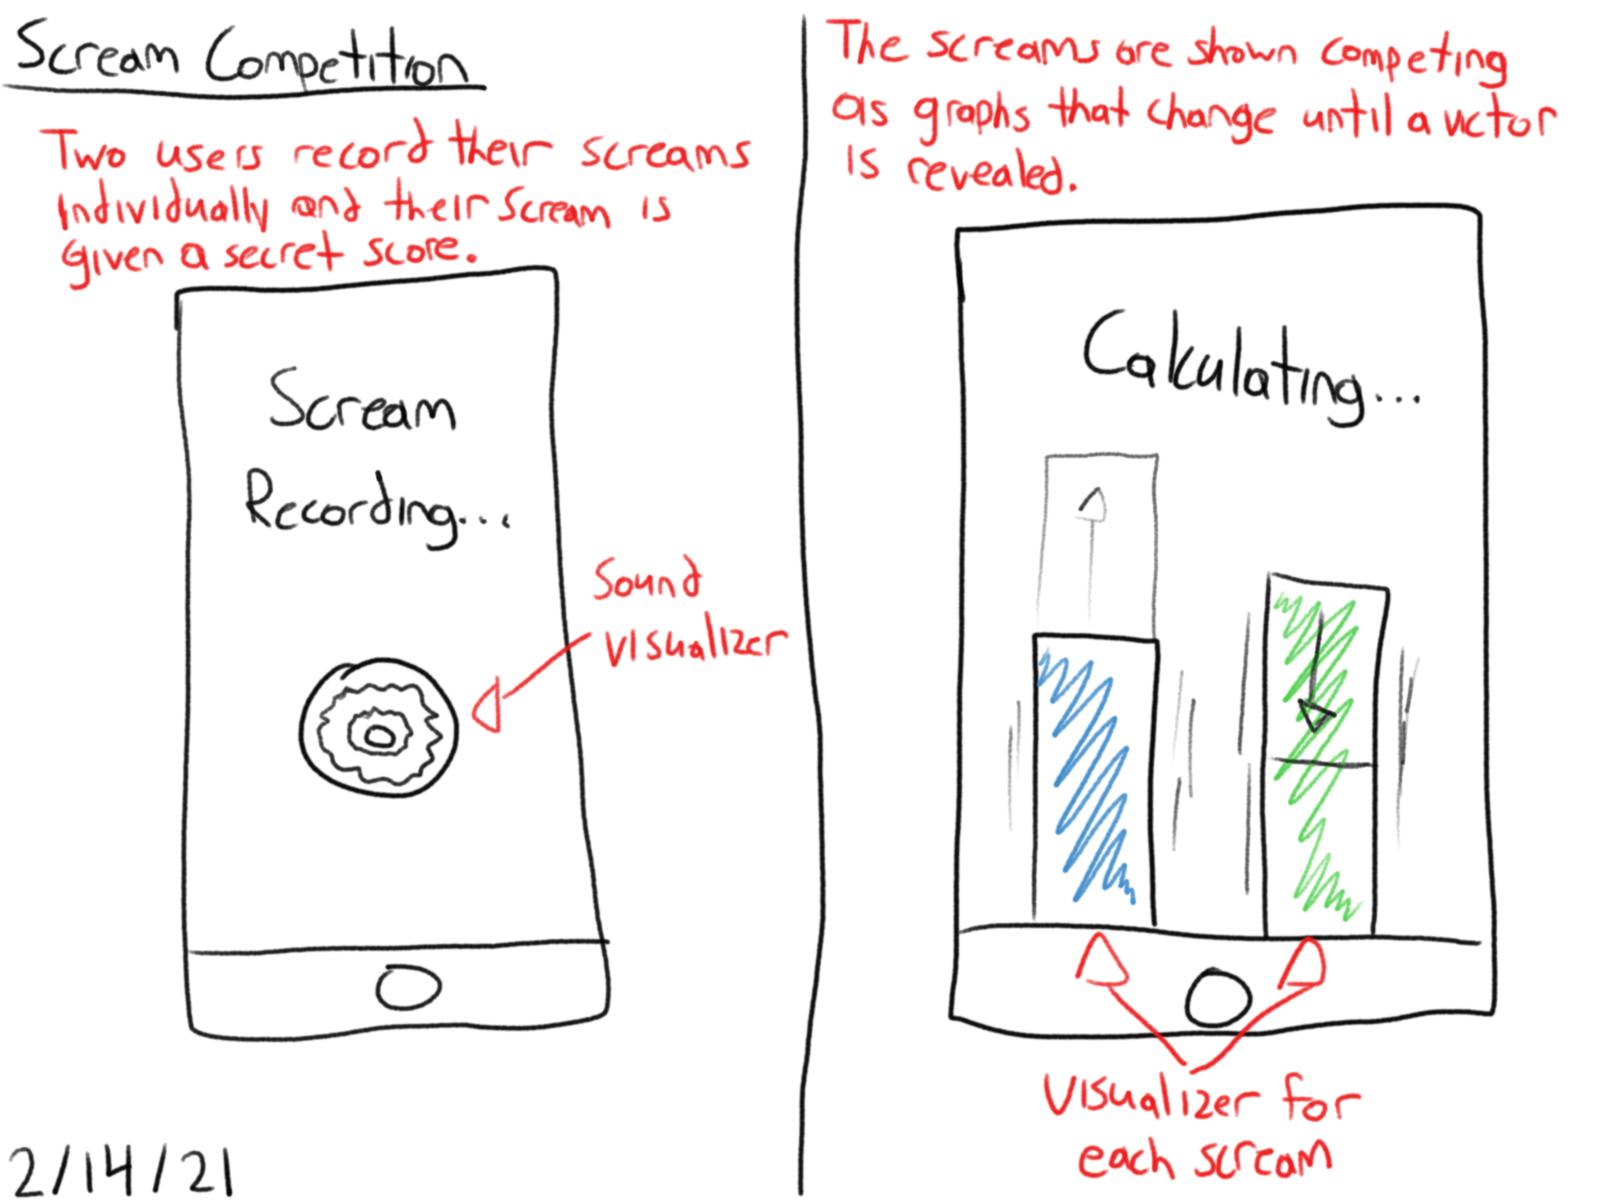 Scream Competition
Two users record their screams
individually and their scream is
given a secret score.
Scream
Recording...
Sound
visualizer
2/14/21
The screams are shown competing
as graphs that change until a victor
is revealed.
Calculating...
Visualizer for
each scream